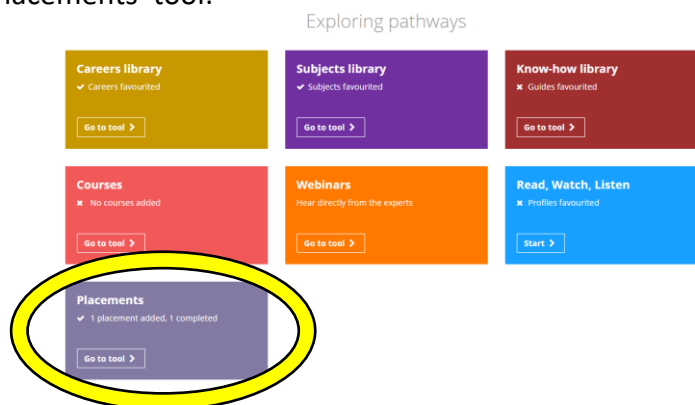 lacements' tool.
Exploring pathways
Careers library
✔ Careers favourited
Go to tool >
Subjects library
✔ Subjects favourited
Go to tool >
Know-how library
✖ Guides favourited
Go to tool >
Courses
✖ No courses added
Go to tool >
Webinars
Hear directly from the experts
Go to tool >
Read, Watch, Listen
✖ Profiles favourited
Start >
Placements
✔ 1 placement added, 1 completed
Go to tool >